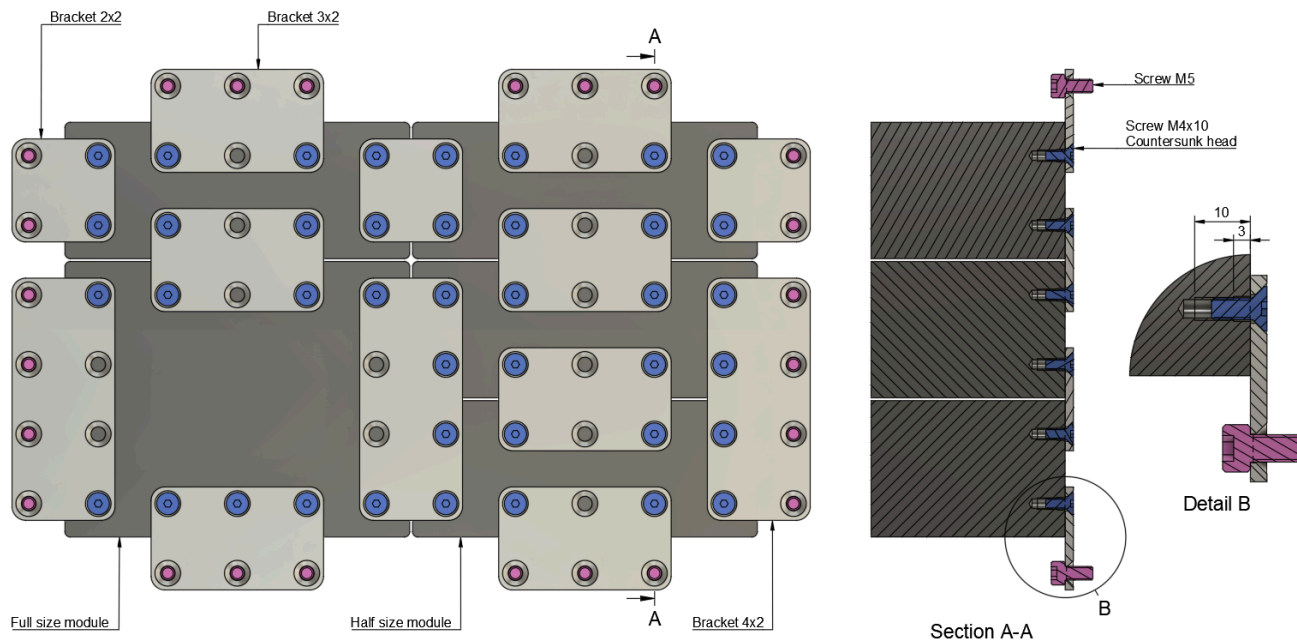 Bracket 2x2
Bracket 3x2
A
Screw M5
Screw M4x10
Countersunk head
10
3
Detail B
Full size module
Half size module
A
Bracket 4x2
B
Section A-A